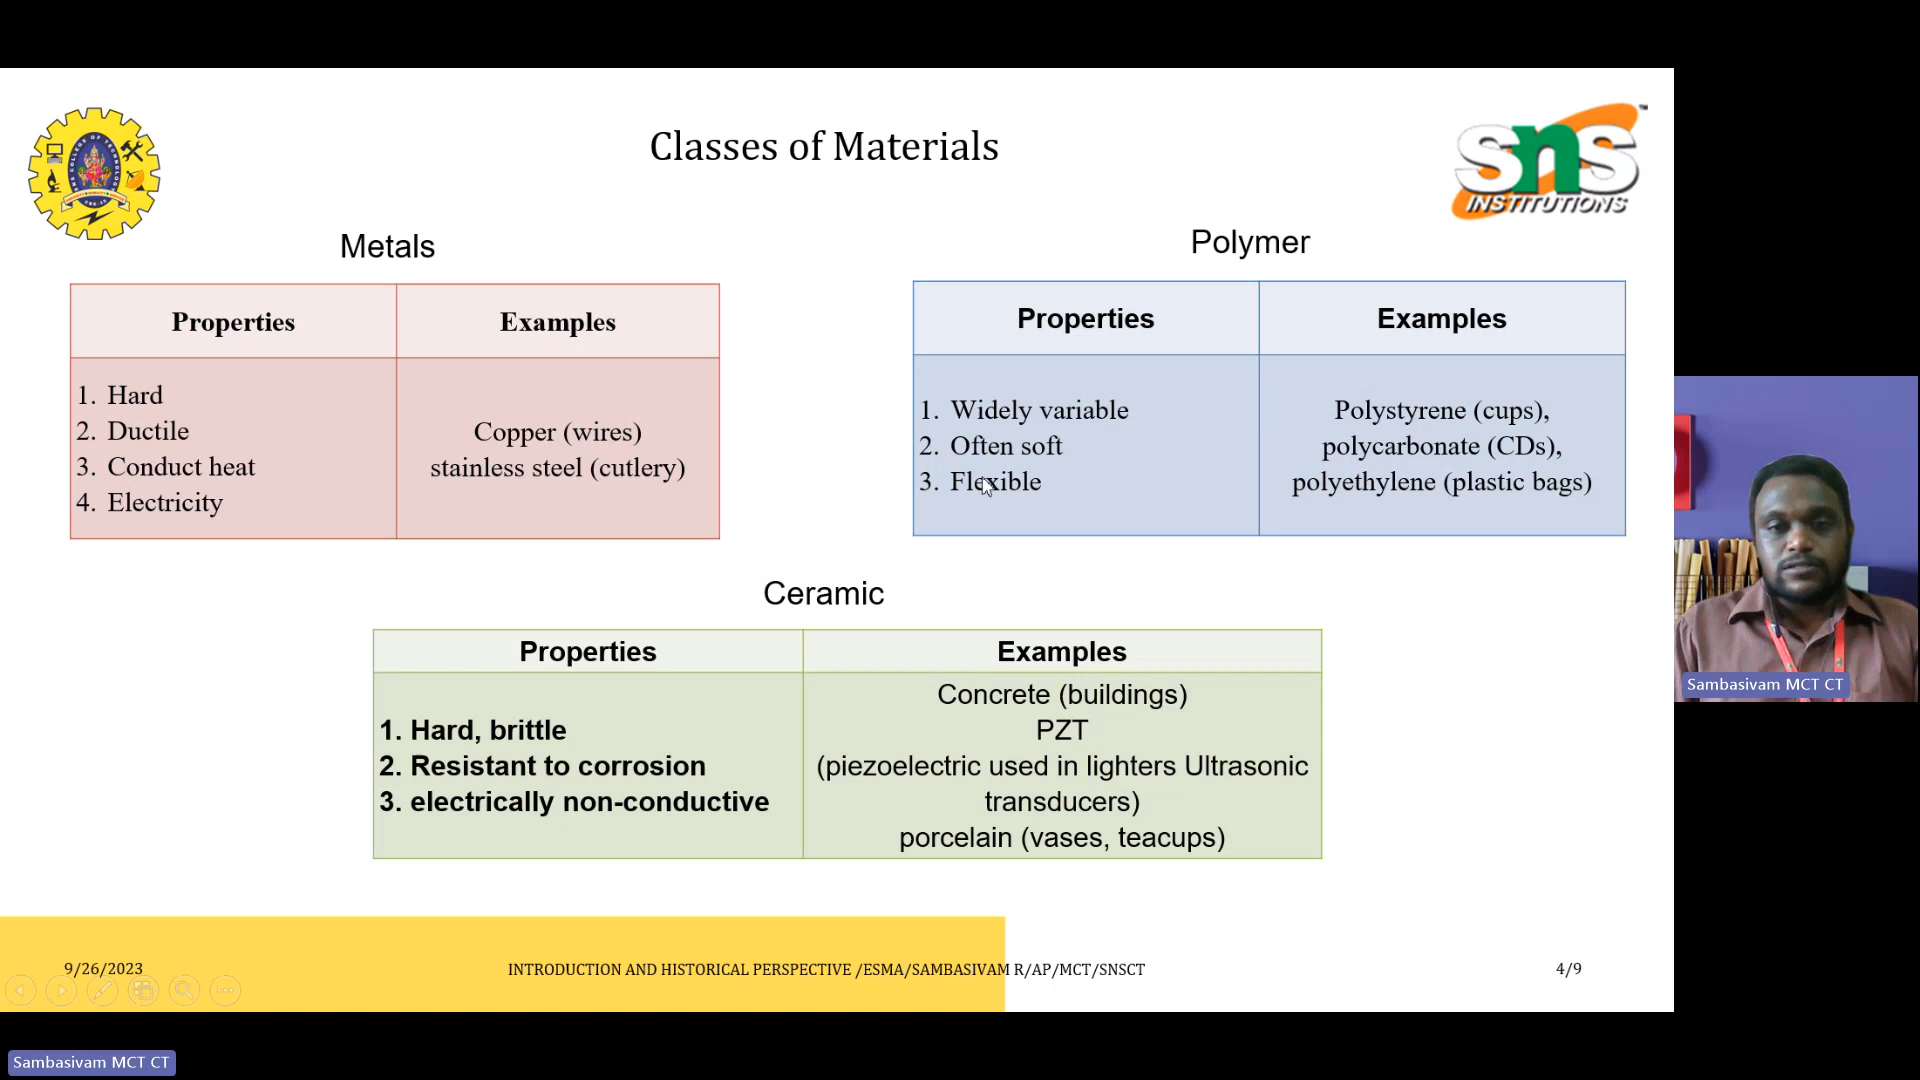 Classes of Materials
sns
INSTITUTIONS
Metals
Properties
Examples
1. Hard
2. Ductile
3. Conduct heat
4. Electricity
Copper (wires)
stainless steel (cutlery)
Polymer
Properties
Examples
1. Widely variable
2. Often soft
3. Flexible
Polystyrene (cups),
polycarbonate (CDs),
polyethylene (plastic bags)
Ceramic
Properties
Examples
1. Hard, brittle
2. Resistant to corrosion
3. electrically non-conductive
Concrete (buildings)
PZT
(piezoelectric used in lighters Ultrasonic
transducers)
porcelain (vases, teacups)
Sambasivam MCT CT
9/26/2023
INTRODUCTION AND HISTORICAL PERSPECTIVE /ESMA/SAMBASIVAM R/AP/MCT/SNSCT
4/9
Sambasivam MCT CT